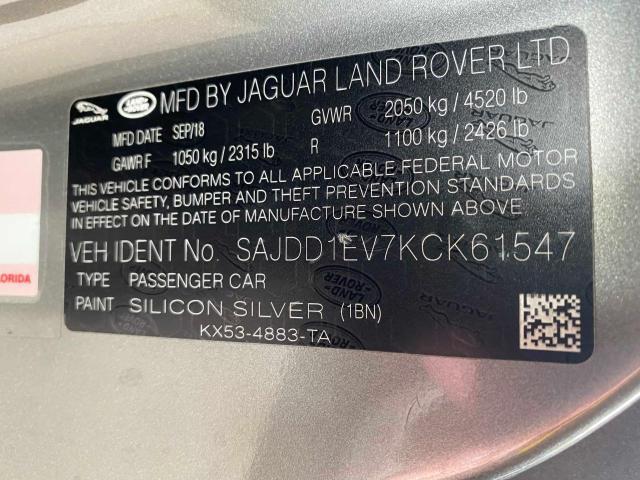 JAGUAR LAND ROVER MFD BY JAGUAR LAND ROVER LTD
MFD DATE SEP/18 GVWR 2050 kg / 4520 lb
GAWR F 1050 kg / 2315 lb R 1100 kg / 2426 lb
THIS VEHICLE CONFORMS TO ALL APPLICABLE FEDERAL MOTOR
VEHICLE SAFETY, BUMPER AND THEFT PREVENTION STANDARDS
IN EFFECT ON THE DATE OF MANUFACTURE SHOWN ABOVE.
VEH IDENT No. SAJDD1EV7KCK61547
TYPE PASSENGER CAR
PAINT SILICON SILVER (1BN)
KX53-4883-TA